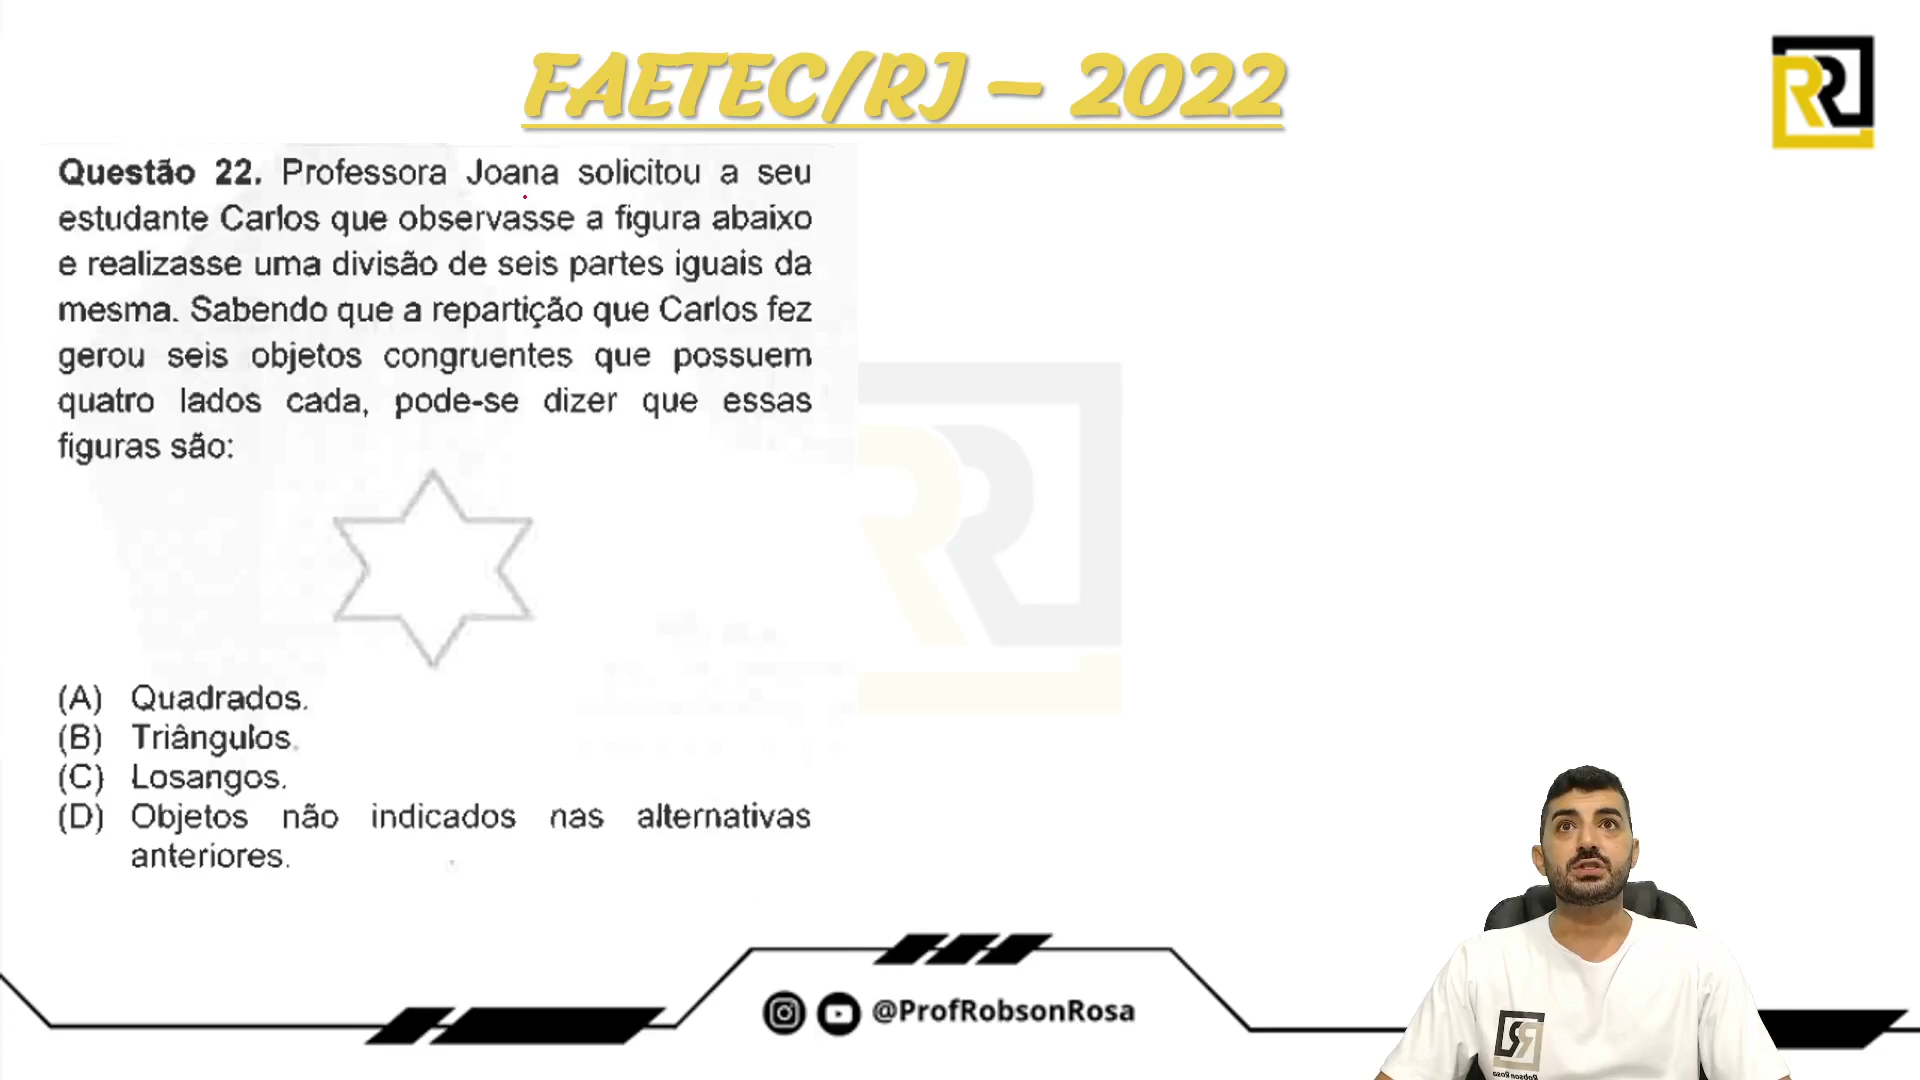 FAETEC/RJ – 2022
Questão 22. Professora Joana solicitou a seu
estudante Carlos que observasse a figura abaixo
e realizasse uma divisão de seis partes iguais da
mesma. Sabendo que a repartição que Carlos fez
gerou seis objetos congruentes que possuem
quatro lados cada, pode-se dizer que essas
figuras são:
(A) Quadrados.
(B) Triângulos.
(C) Losangos.
(D) Objetos não indicados nas alternativas
anteriores.
@ProfRobsonRosa
Robson Rosa